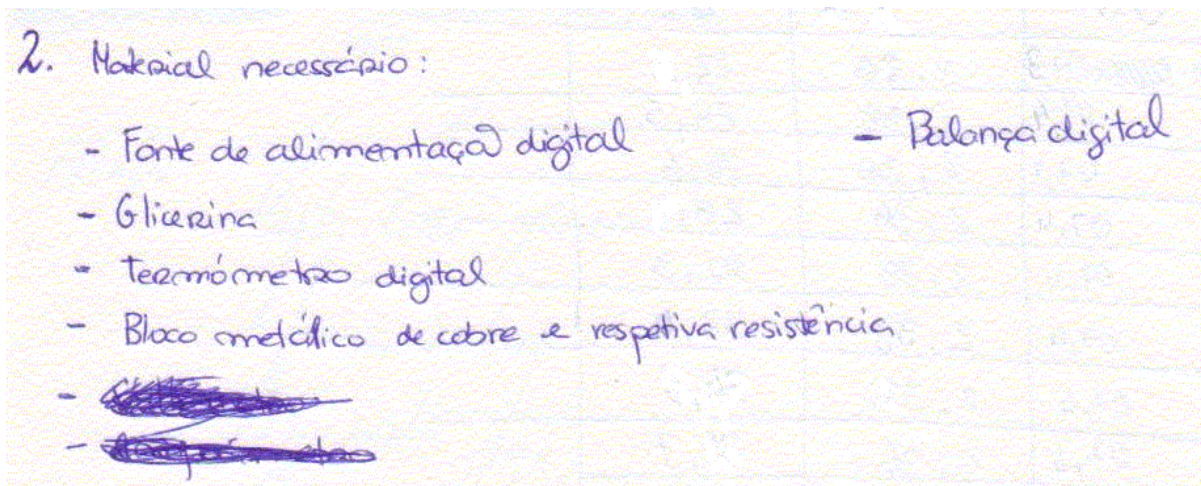 2. Material necessário:
- Fonte de alimentação digital
- Balança digital
- Glicerina
- Termómetro digital
- Bloco metálico de cobre e respetiva resistência
-
-